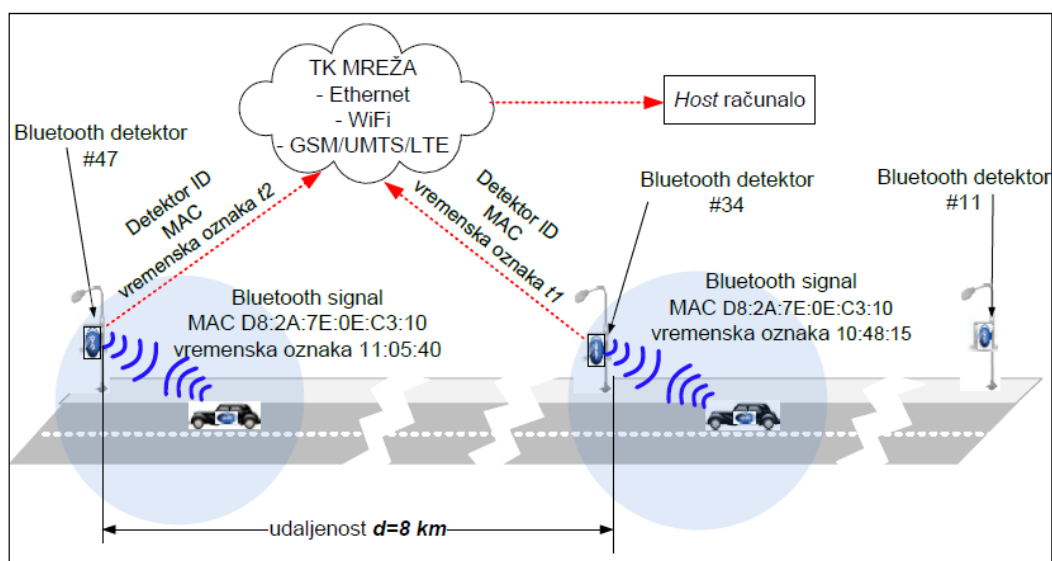 TK MREŽA
- Ethernet
- WiFi
- GSM/UMTS/LTE
Host računalo
Bluetooth detektor
#47
Detektor ID
MAC
vremenska oznaka t2
Detektor ID
MAC
vremenska oznaka t1
Bluetooth detektor
#34
Bluetooth detektor
#11
Bluetooth signal
MAC D8:2A:7E:0E:C3:10
vremenska oznaka 11:05:40
Bluetooth signal
MAC D8:2A:7E:0E:C3:10
vremenska oznaka 10:48:15
udaljenost d=8 km